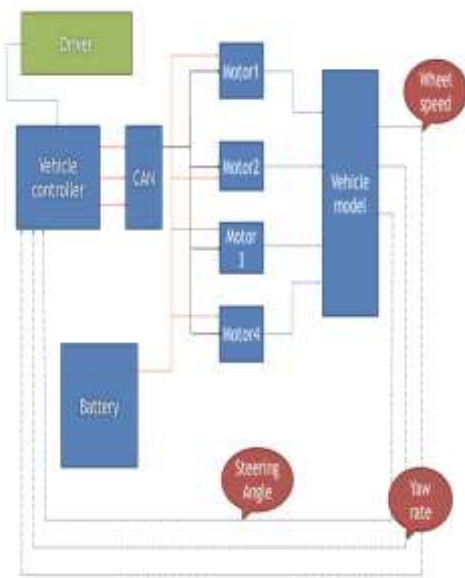 Driver
Wheel
speed
Motor1
Vehicle
controller
CAN
Motor2
Vehicle
model
Motor
3
Motor4
Battery
Steering
Angle
Yaw
rate